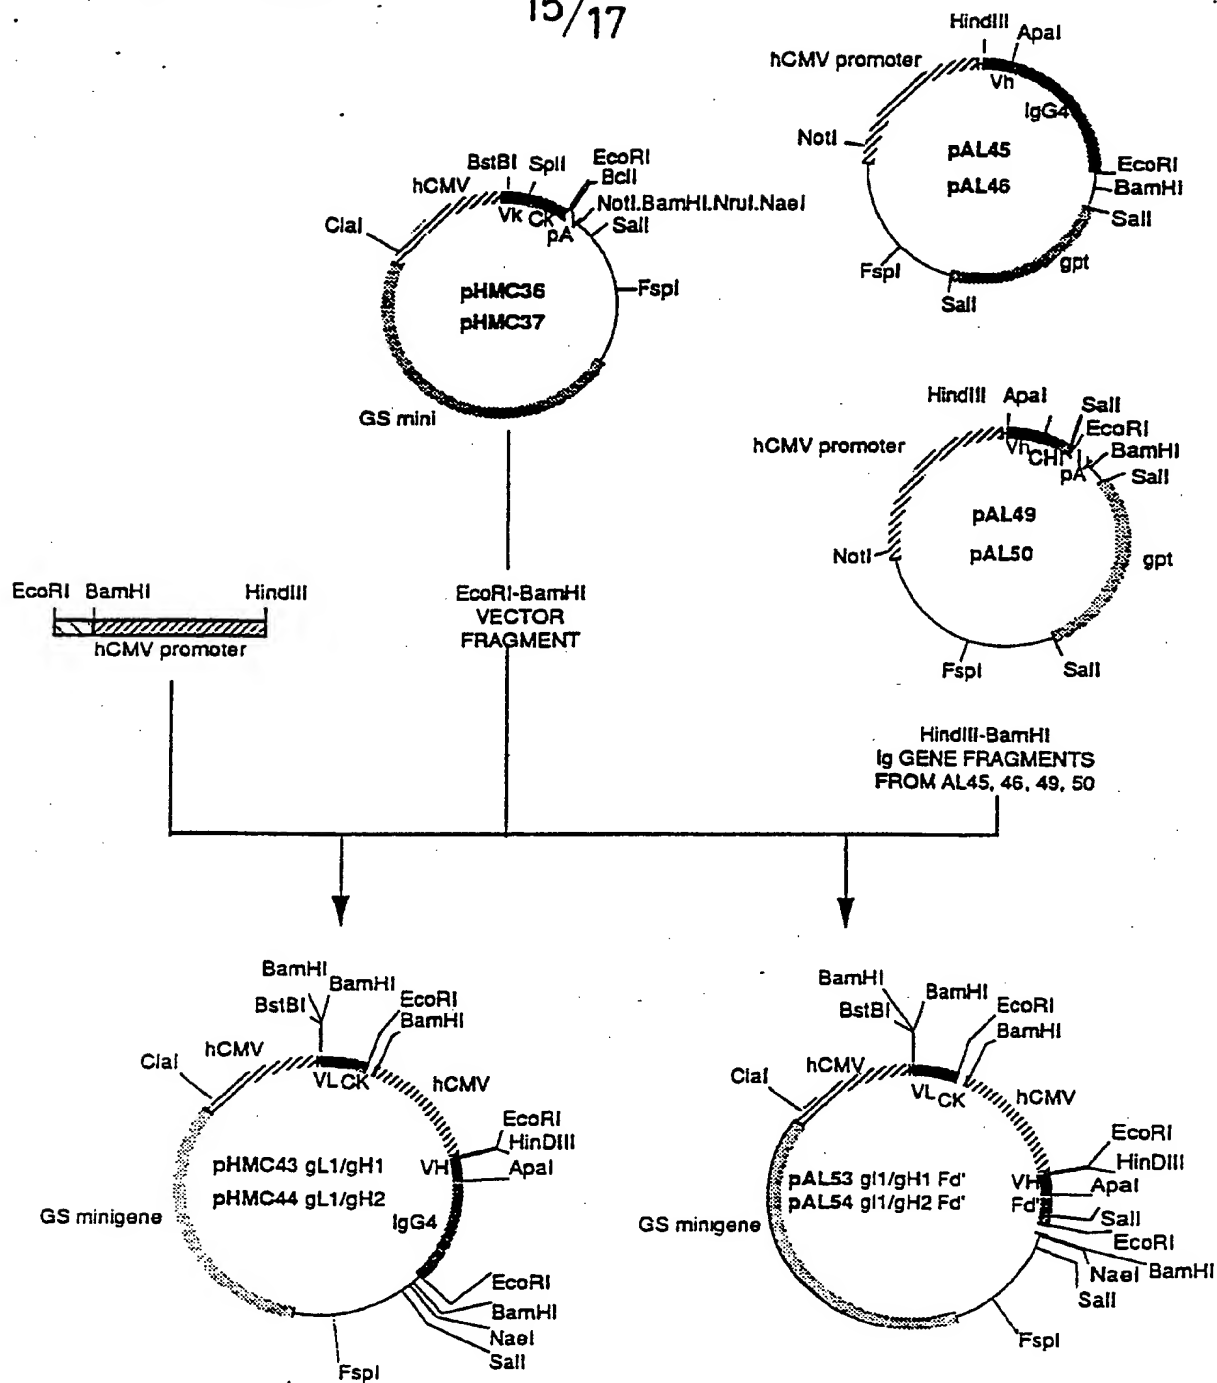 15/17
HindIII
ApaI
hCMV promoter
Vh
IgG4
NotI
pAL45
pAL46
EcoRI
BamHI
SalI
gpt
FspI
SalI
BstBI
SplI
EcoRI
BclI
hCMV
NotI.BamHI.NruI.NaeI
Vk
Ck
pA
SalI
ClaI
pHMC36
pHMC37
FspI
GS mini
HindIII
ApaI
SalI
EcoRI
BamHI
hCMV promoter
Vh
CHI
pA
SalI
pAL49
pAL50
NotI
gpt
FspI
SalI
EcoRI
BamHI
HindIII
hCMV promoter
EcoRI-BamHI
VECTOR
FRAGMENT
HindIII-BamHI
Ig GENE FRAGMENTS
FROM AL45, 46, 49, 50
BamHI
BamHI
BstBI
EcoRI
BamHI
ClaI
hCMV
VL
CK
hCMV
EcoRI
HinDIII
VH
ApaI
pHMC43 gL1/gH1
pHMC44 gL1/gH2
IgG4
GS minigene
EcoRI
BamHI
NaeI
SalI
FspI
BamHI
BamHI
BstBI
EcoRI
BamHI
ClaI
hCMV
VL
CK
hCMV
EcoRI
HinDIII
VH
ApaI
pAL53 gl1/gH1 Fd'
pAL54 gl1/gH2 Fd'
Fd'
SalI
EcoRI
GS minigene
BamHI
NaeI
SalI
FspI